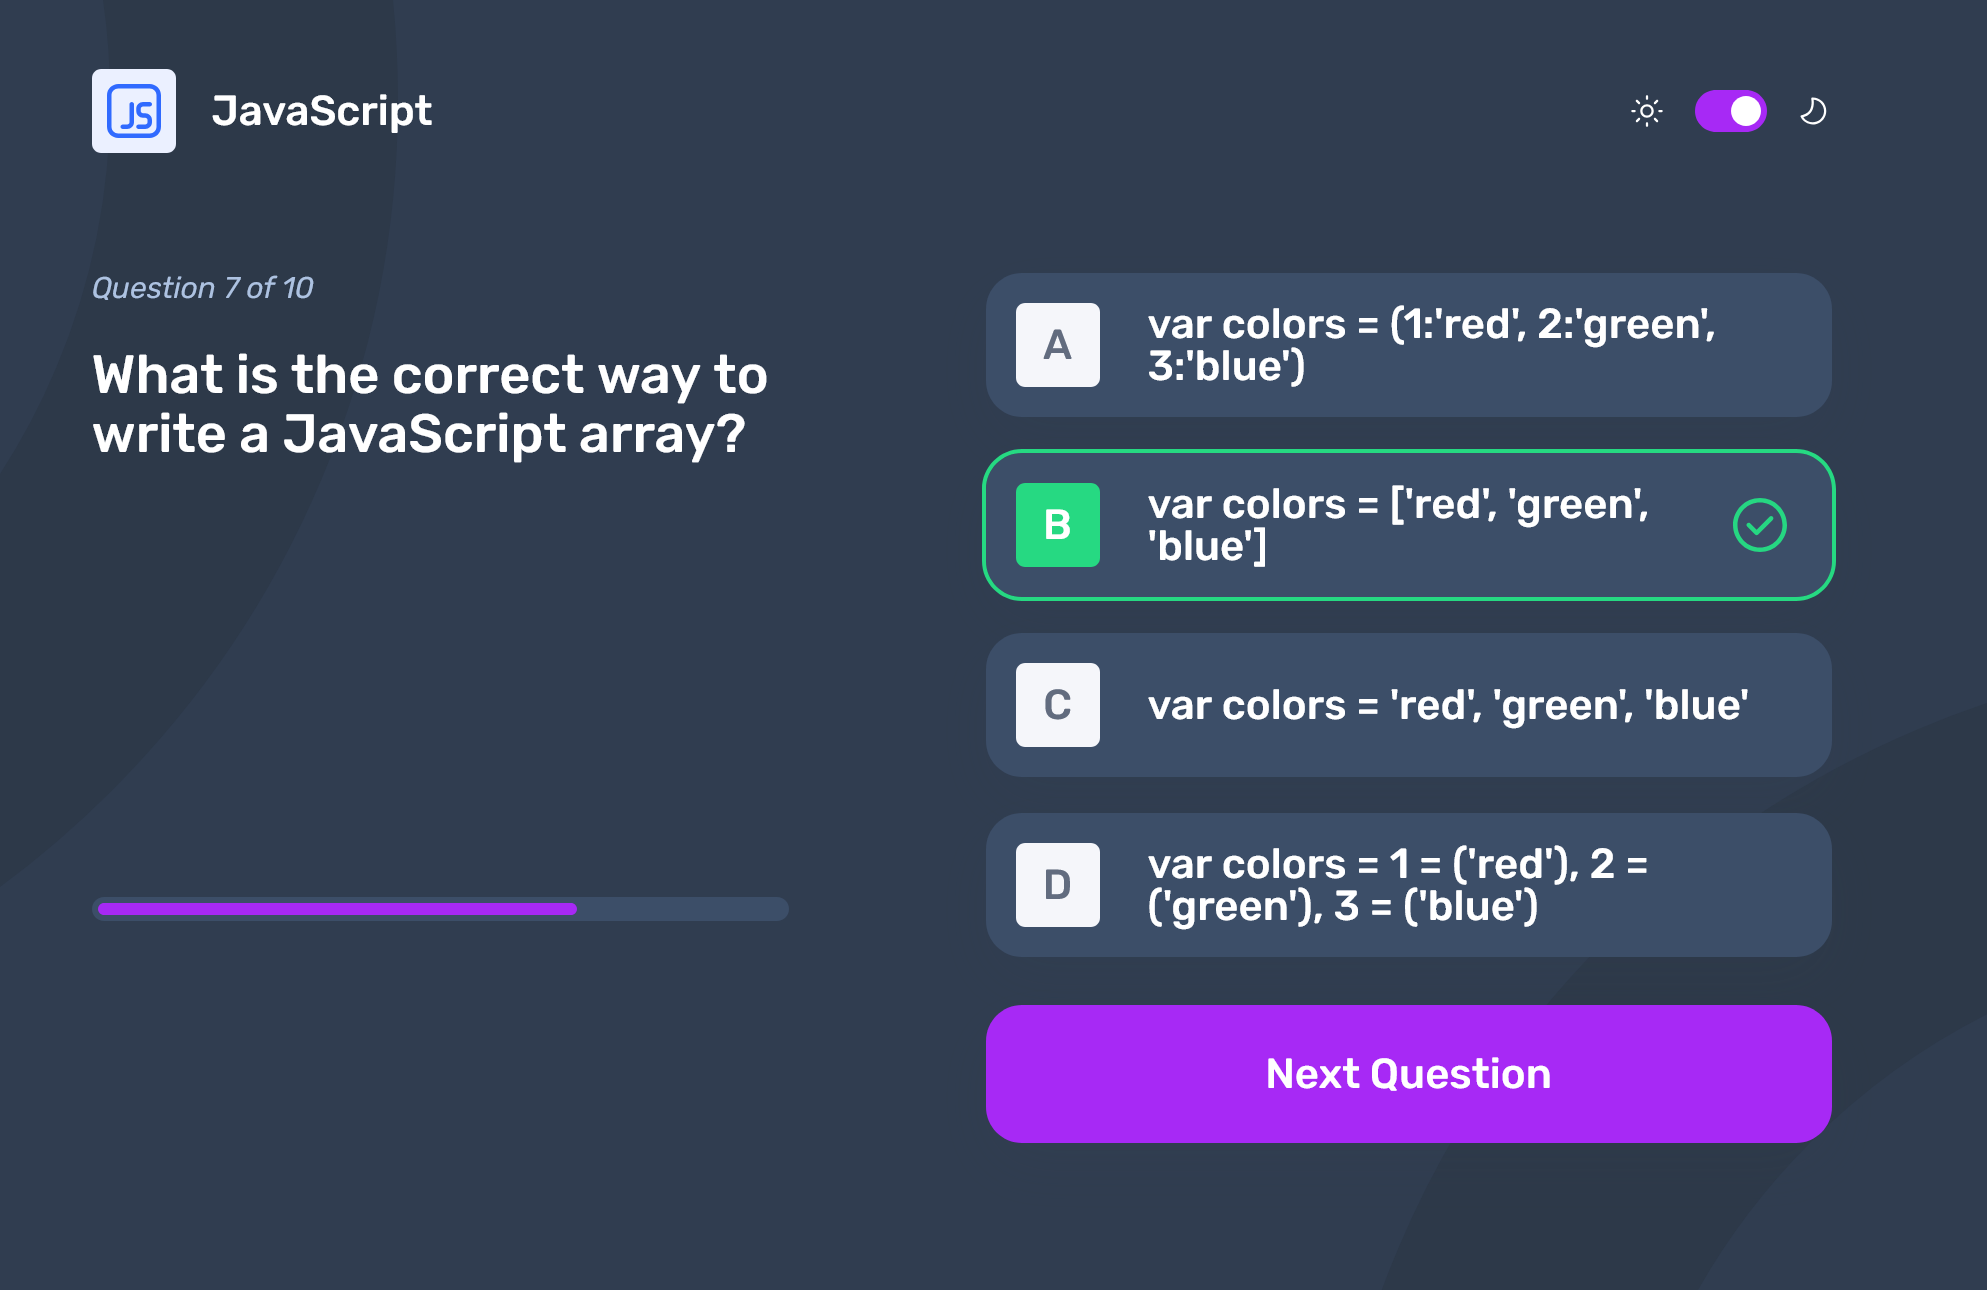 JS
JavaScript
Question 7 of 10
What is the correct way to
write a JavaScript array?
A
var colors = (1:'red', 2:'green',
3:'blue')
B
var colors = ['red', 'green',
'blue']
C
var colors = 'red', 'green', 'blue'
D
var colors = 1 = ('red'), 2 =
('green'), 3 = ('blue')
Next Question